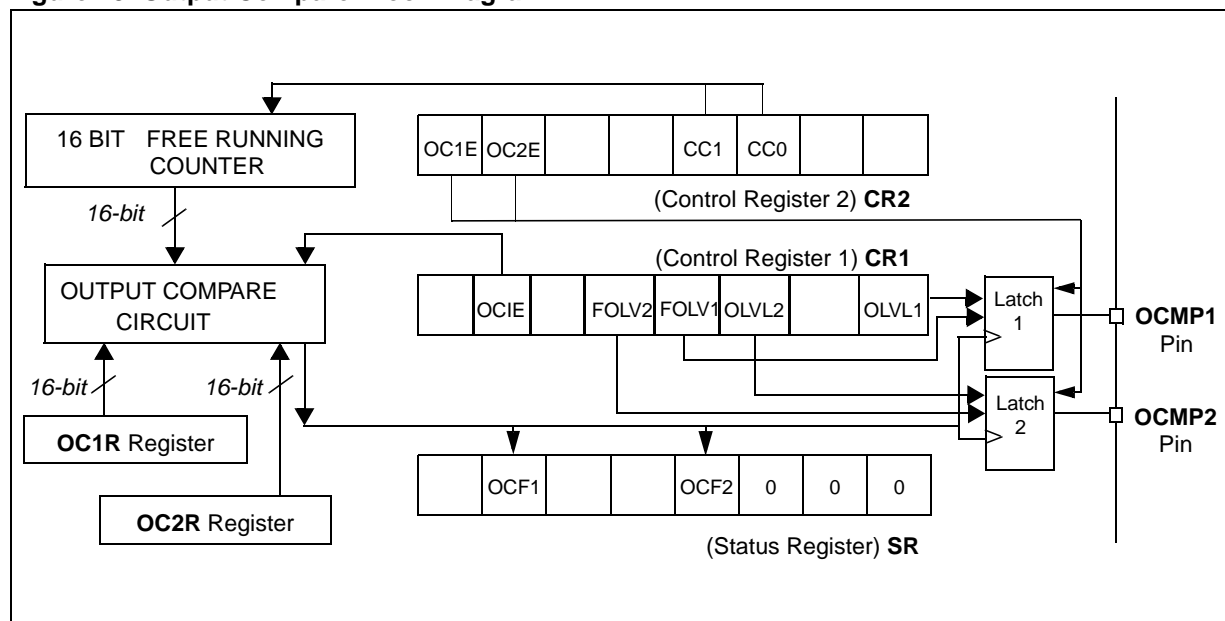 16 BIT FREE RUNNING
COUNTER
OC1E OC2E CC1 CC0
(Control Register 2) CR2
16-bit
(Control Register 1) CR1
OUTPUT COMPARE
CIRCUIT
OCIE FOLV2 FOLV1 OLVL2 OLVL1
Latch
1
OCMP1
Pin
16-bit 16-bit
Latch
2
OCMP2
Pin
OC1R Register
OCF1 OCF2 0 0 0
OC2R Register
(Status Register) SR